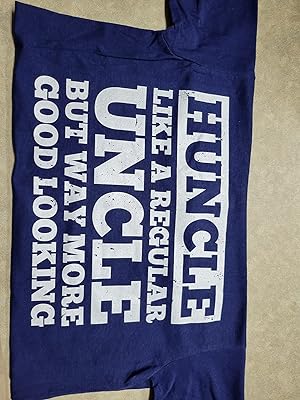 HUNCLE
LIKE A REGULAR
UNCLE
BUT WAY MORE
GOOD LOOKING